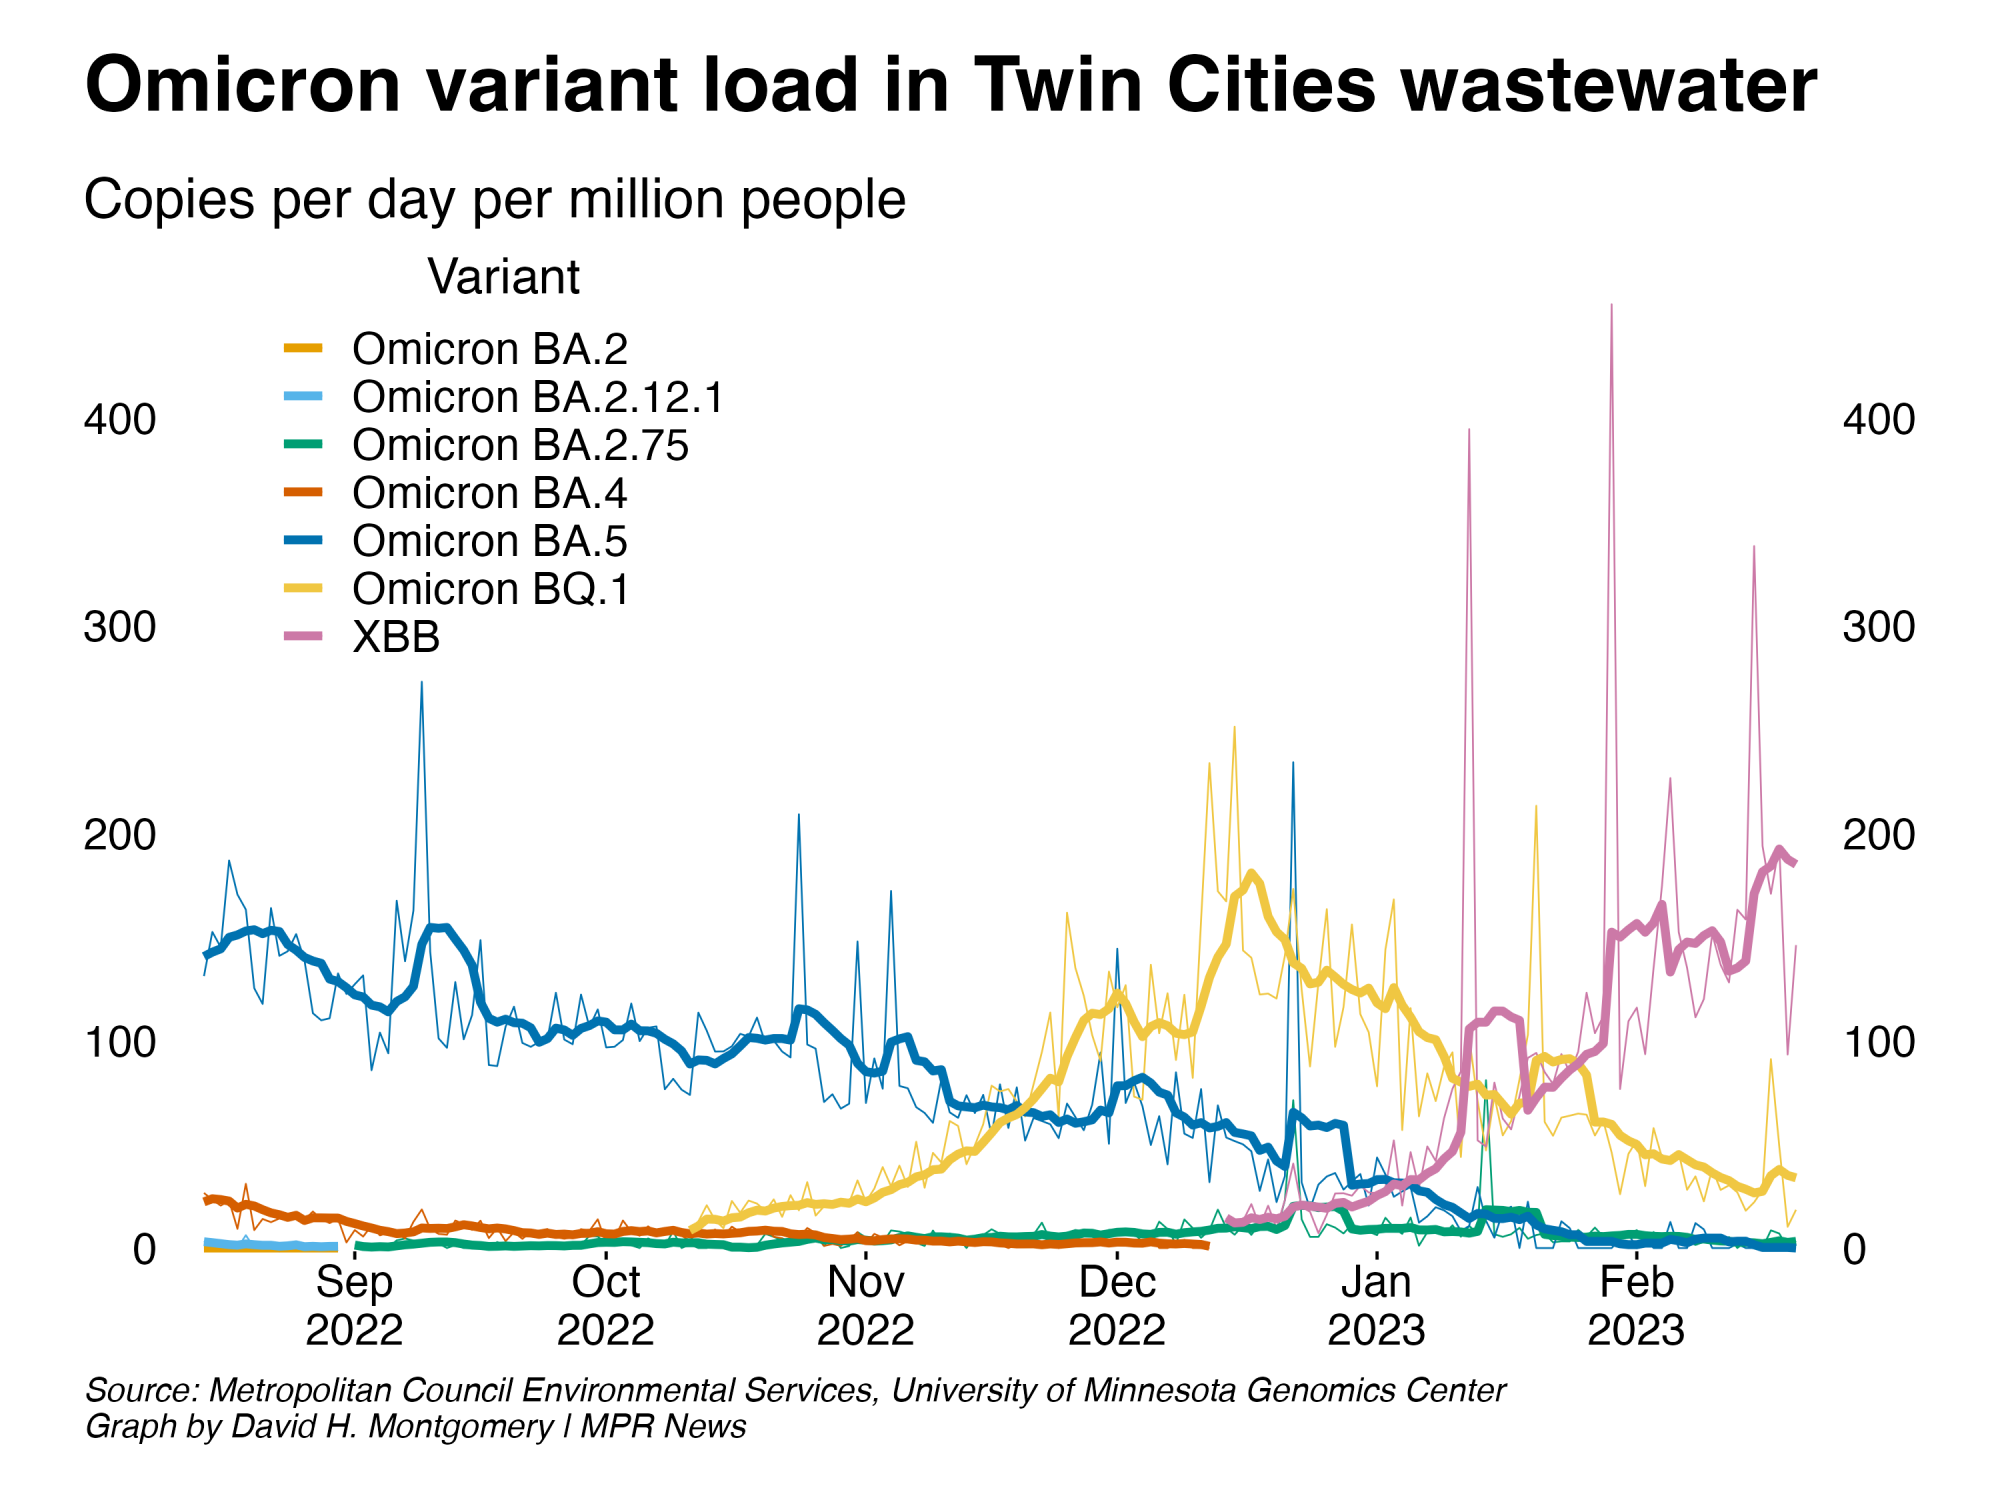 Omicron variant load in Twin Cities wastewater
Copies per day per million people
Variant
Omicron BA.2
Omicron BA.2.12.1
Omicron BA.2.75
Omicron BA.4
Omicron BA.5
Omicron BQ.1
XBB
400 400
300 300
200 200
100 100
0 0
Sep Oct Nov Dec Jan Feb
2022 2022 2022 2022 2023 2023
Source: Metropolitan Council Environmental Services, University of Minnesota Genomics Center
Graph by David H. Montgomery | MPR News